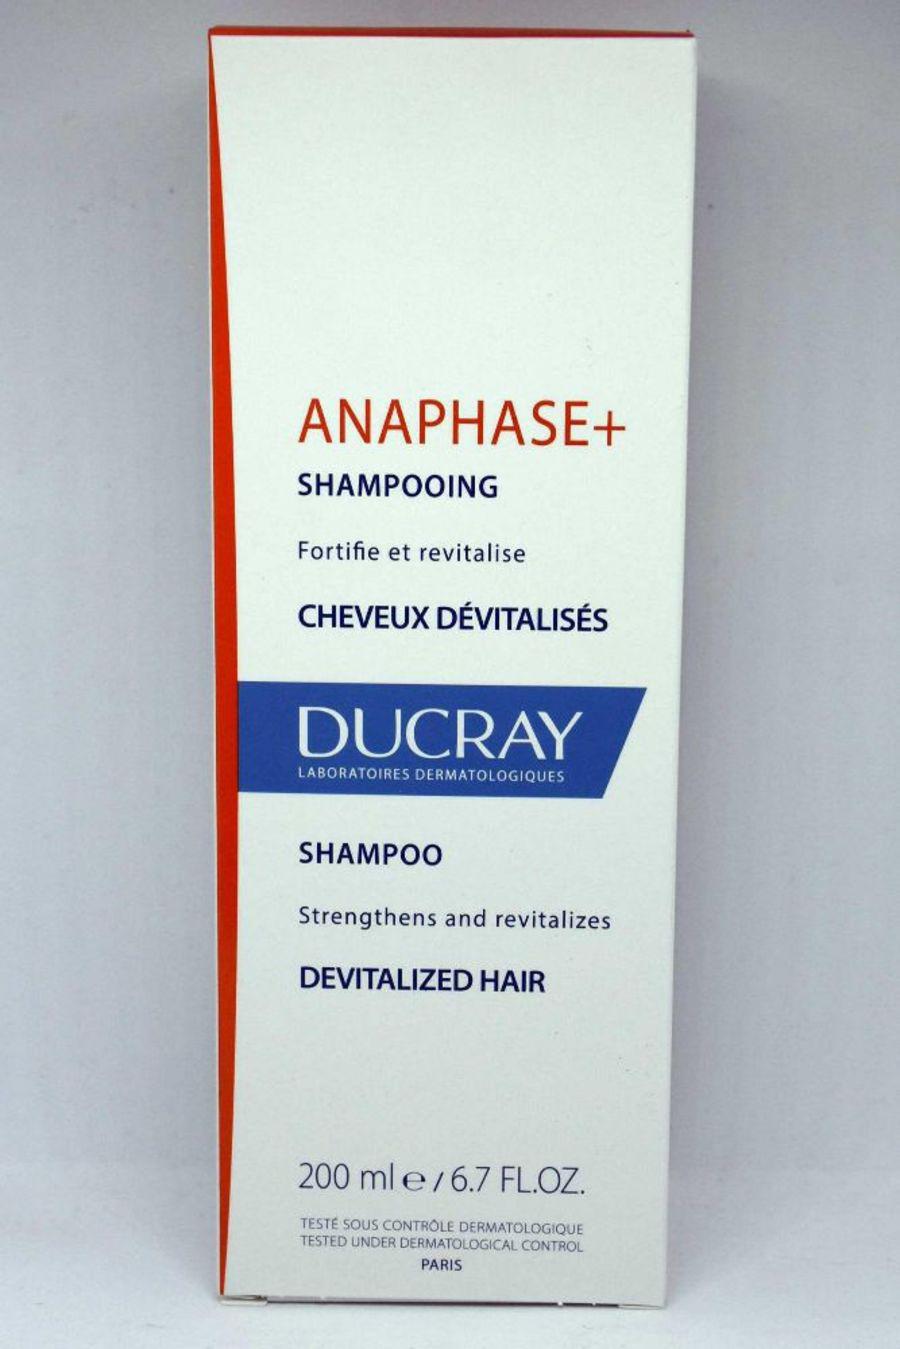 ANAPHASE+
SHAMPOOING
Fortifie et revitalise
CHEVEUX DÉVITALISÉS
DUCRAY
LABORATOIRES DERMATOLOGIQUES
SHAMPOO
Strengthens and revitalizes
DEVITALIZED HAIR
200 ml ℮ / 6.7 FL.OZ.
TESTÉ SOUS CONTRÔLE DERMATOLOGIQUE
TESTED UNDER DERMATOLOGICAL CONTROL
PARIS